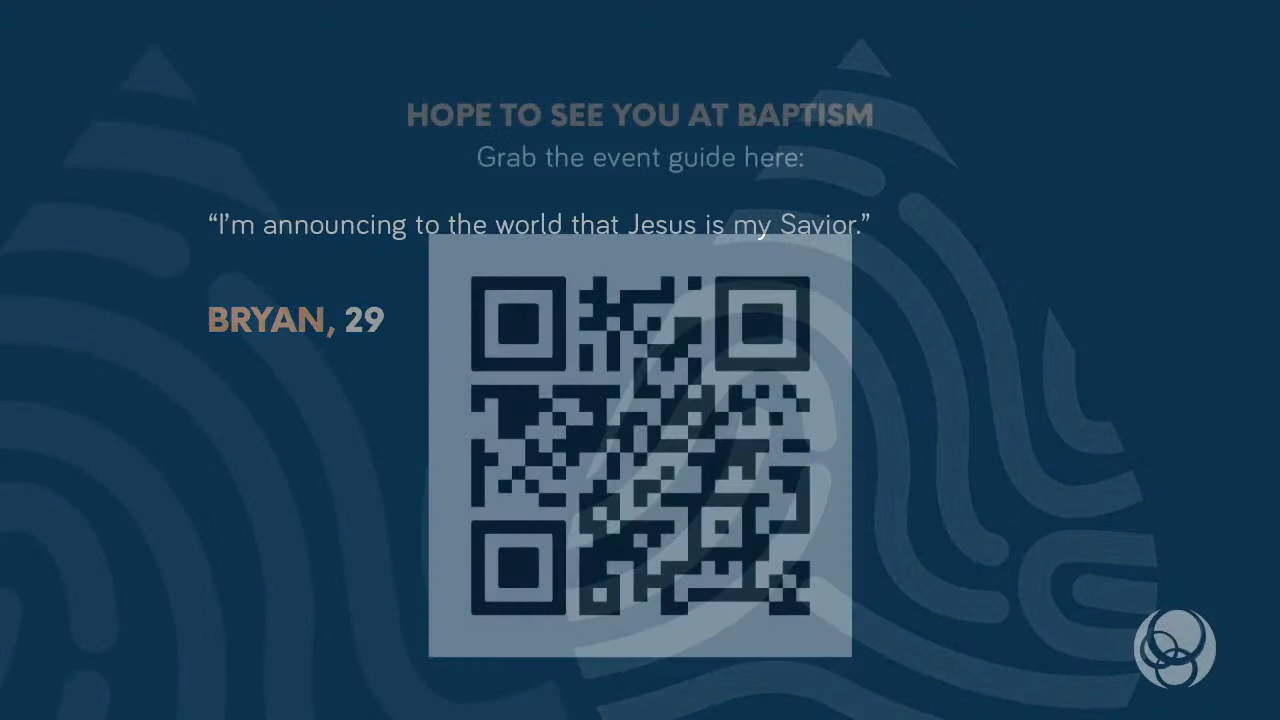 HOPE TO SEE YOU AT BAPTISM
Grab the event guide here:
“I’m announcing to the world that Jesus is my Savior.”
BRYAN, 29